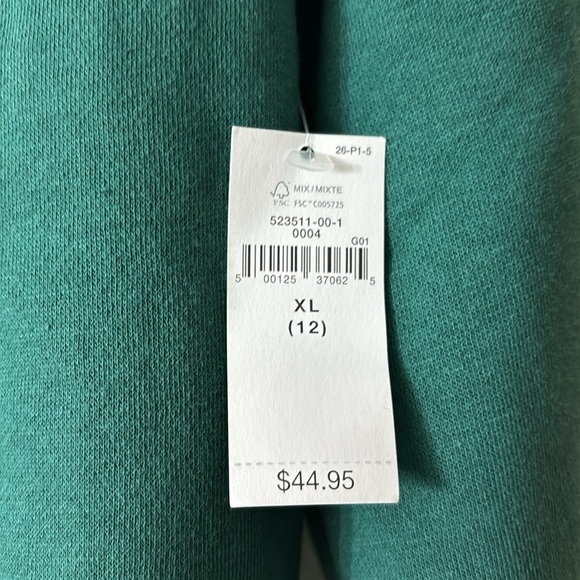 26-P1-5
MIX/MIXTE
FSC FSC™ C005725
523511-00-1
0004
G01
5 00125 37062 5
XL
(12)
$44.95